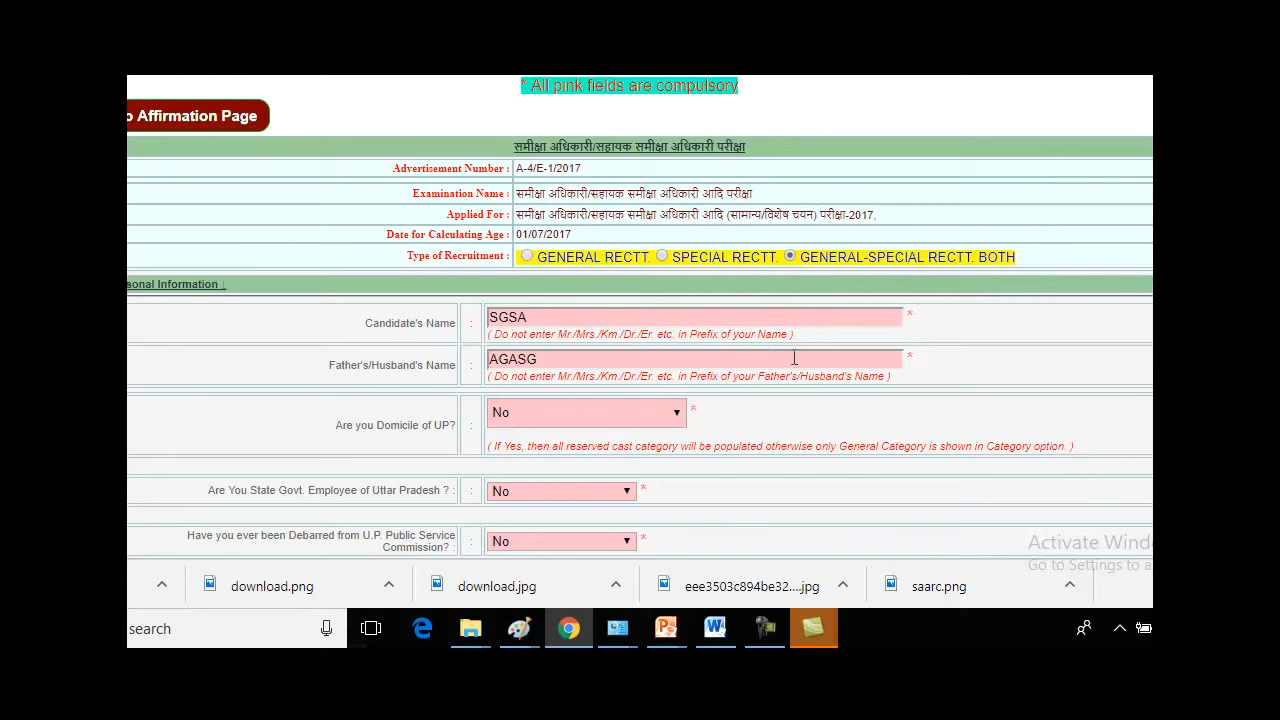 * All pink fields are compulsory
o Affirmation Page
समीक्षा अधिकारी/सहायक समीक्षा अधिकारी परीक्षा
Advertisement Number : A-4/E-1/2017
Examination Name : समीक्षा अधिकारी/सहायक समीक्षा अधिकारी आदि परीक्षा
Applied For : समीक्षा अधिकारी/सहायक समीक्षा अधिकारी आदि (सामान्य/विशेष चयन) परीक्षा-2017,
Date for Calculating Age : 01/07/2017
Type of Recruitment : GENERAL RECTT. SPECIAL RECTT. GENERAL-SPECIAL RECTT. BOTH
sonal Information ↓
Candidate's Name : SGSA *
( Do not enter Mr./Mrs./Km./Dr./Er. etc. in Prefix of your Name )
Father's/Husband's Name : AGASG *
( Do not enter Mr./Mrs./Km./Dr./Er. etc. in Prefix of your Father's/Husband's Name )
Are you Domicile of UP? : No *
( If Yes, then all reserved cast category will be populated otherwise only General Category is shown in Category option. )
Are You State Govt. Employee of Uttar Pradesh ? : : No *
Have you ever been Debarred from U.P. Public Service
Commission? : No *
Activate Wind
Go to Settings to a
download.png download.jpg eee3503c894be32....jpg saarc.png
search